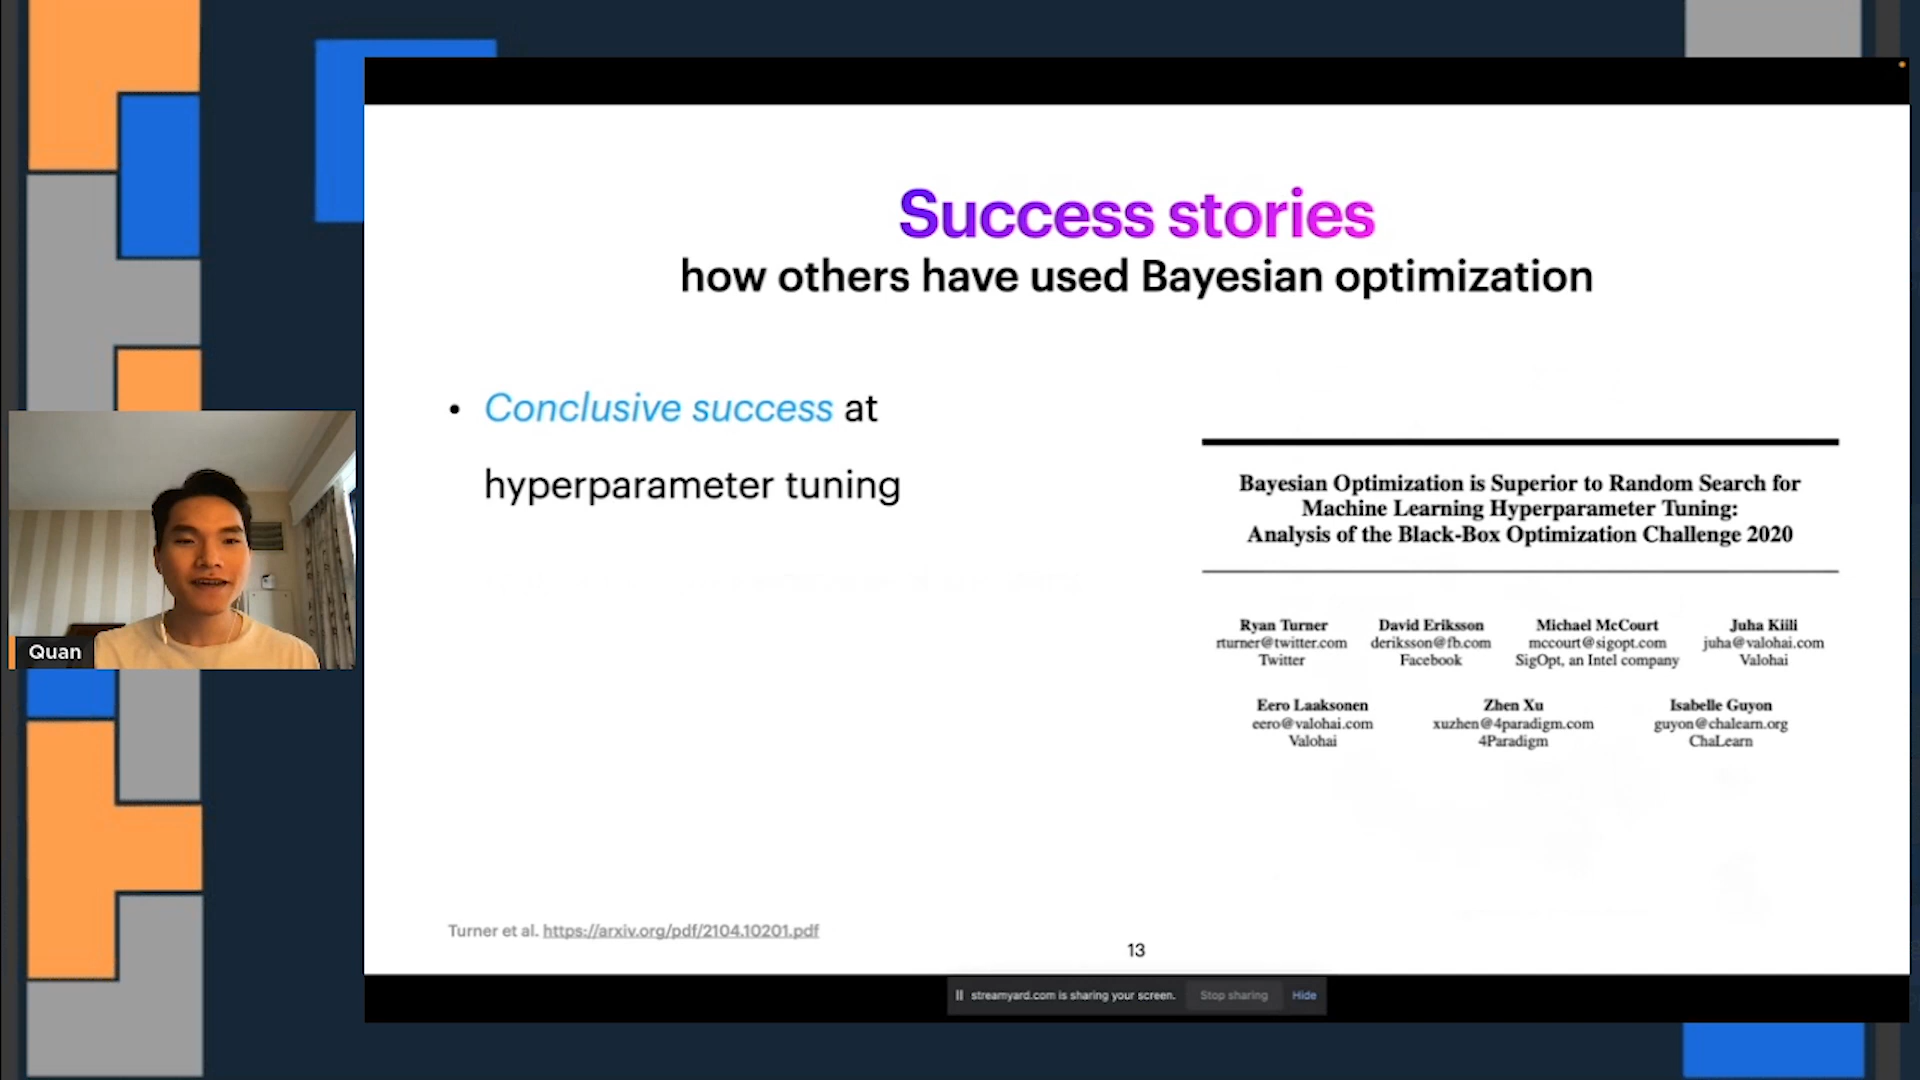 Success stories
how others have used Bayesian optimization
• Conclusive success at
hyperparameter tuning
Bayesian Optimization is Superior to Random Search for
Machine Learning Hyperparameter Tuning:
Analysis of the Black-Box Optimization Challenge 2020
Ryan Turner David Eriksson Michael McCourt Juha Kiili
rturner@twitter.com deriksson@fb.com mccourt@sigopt.com juha@valohai.com
Twitter Facebook SigOpt, an Intel company Valohai
Eero Laaksonen Zhen Xu Isabelle Guyon
eero@valohai.com xuzhen@4paradigm.com guyon@chalearn.org
Valohai 4Paradigm ChaLearn
Quan
Turner et al. https://arxiv.org/pdf/2104.10201.pdf
13
streamyard.com is sharing your screen. Stop sharing Hide